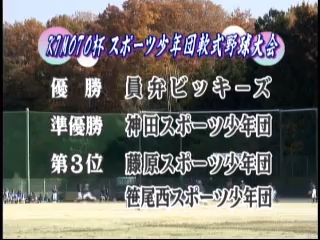 KIMOTO杯 スポーツ少年団軟式野球大会
優勝 員弁ビッキーズ
準優勝 神田スポーツ少年団
第3位 藤原スポーツ少年団
笹尾西スポーツ少年団